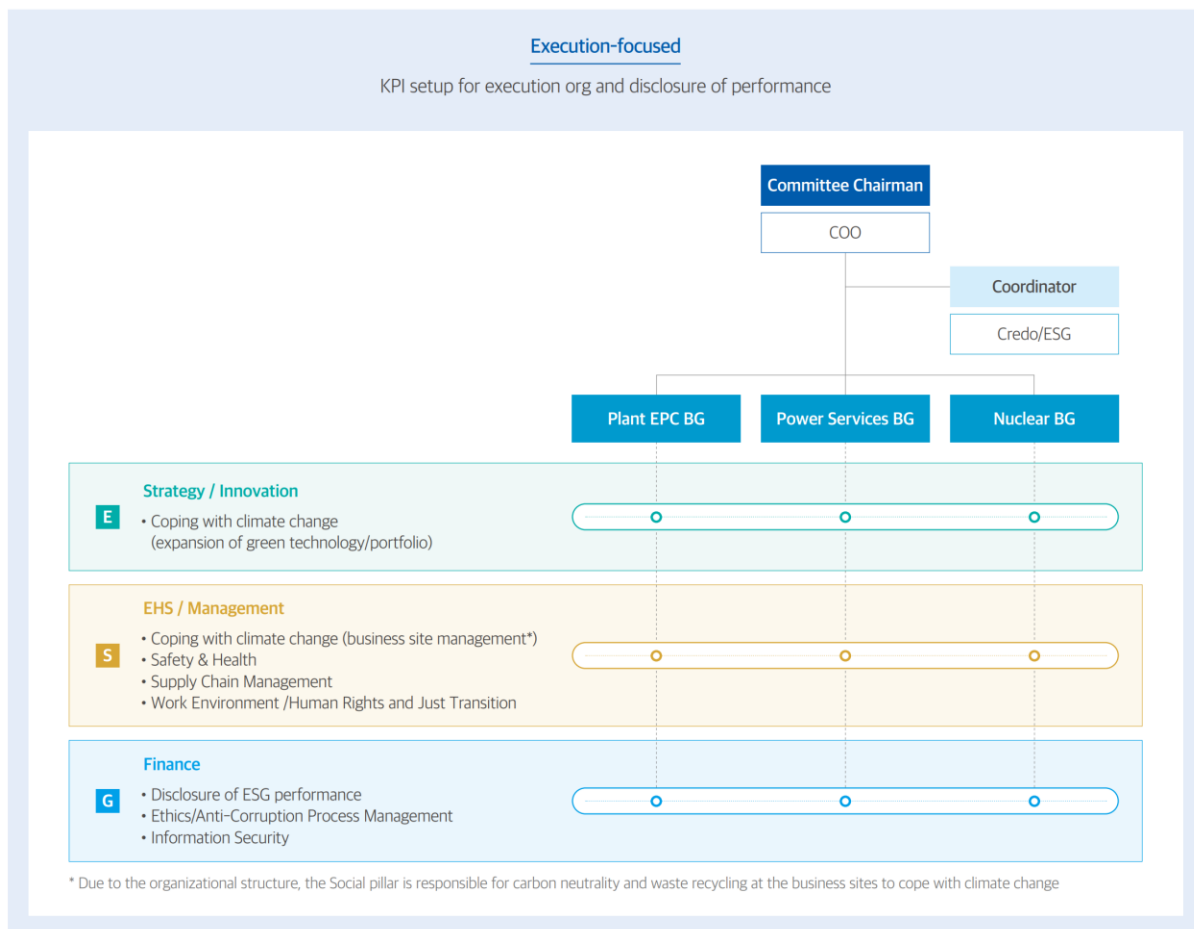 Execution-focused
KPI setup for execution org and disclosure of performance
Committee Chairman
COO
Coordinator
Credo/ESG
Plant EPC BG
Power Services BG
Nuclear BG
E
Strategy / Innovation
• Coping with climate change
(expansion of green technology/portfolio)
S
EHS / Management
• Coping with climate change (business site management*)
• Safety & Health
• Supply Chain Management
• Work Environment /Human Rights and Just Transition
G
Finance
• Disclosure of ESG performance
• Ethics/Anti-Corruption Process Management
• Information Security
* Due to the organizational structure, the Social pillar is responsible for carbon neutrality and waste recycling at the business sites to cope with climate change